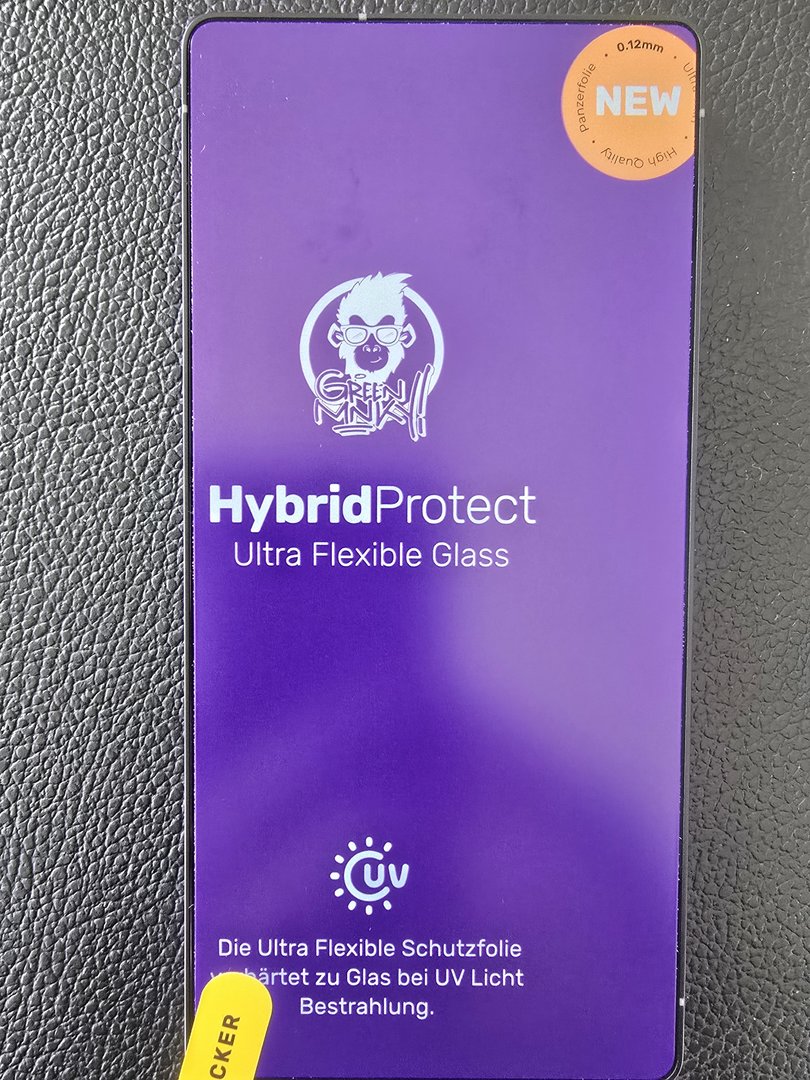 0.12mm
Panzerfolie
NEW
High Quality
GREEN
MNKY!!
HybridProtect
Ultra Flexible Glass
UV
Die Ultra Flexible Schutzfolie
zu Glas bei UV Licht
Bestrahlung.